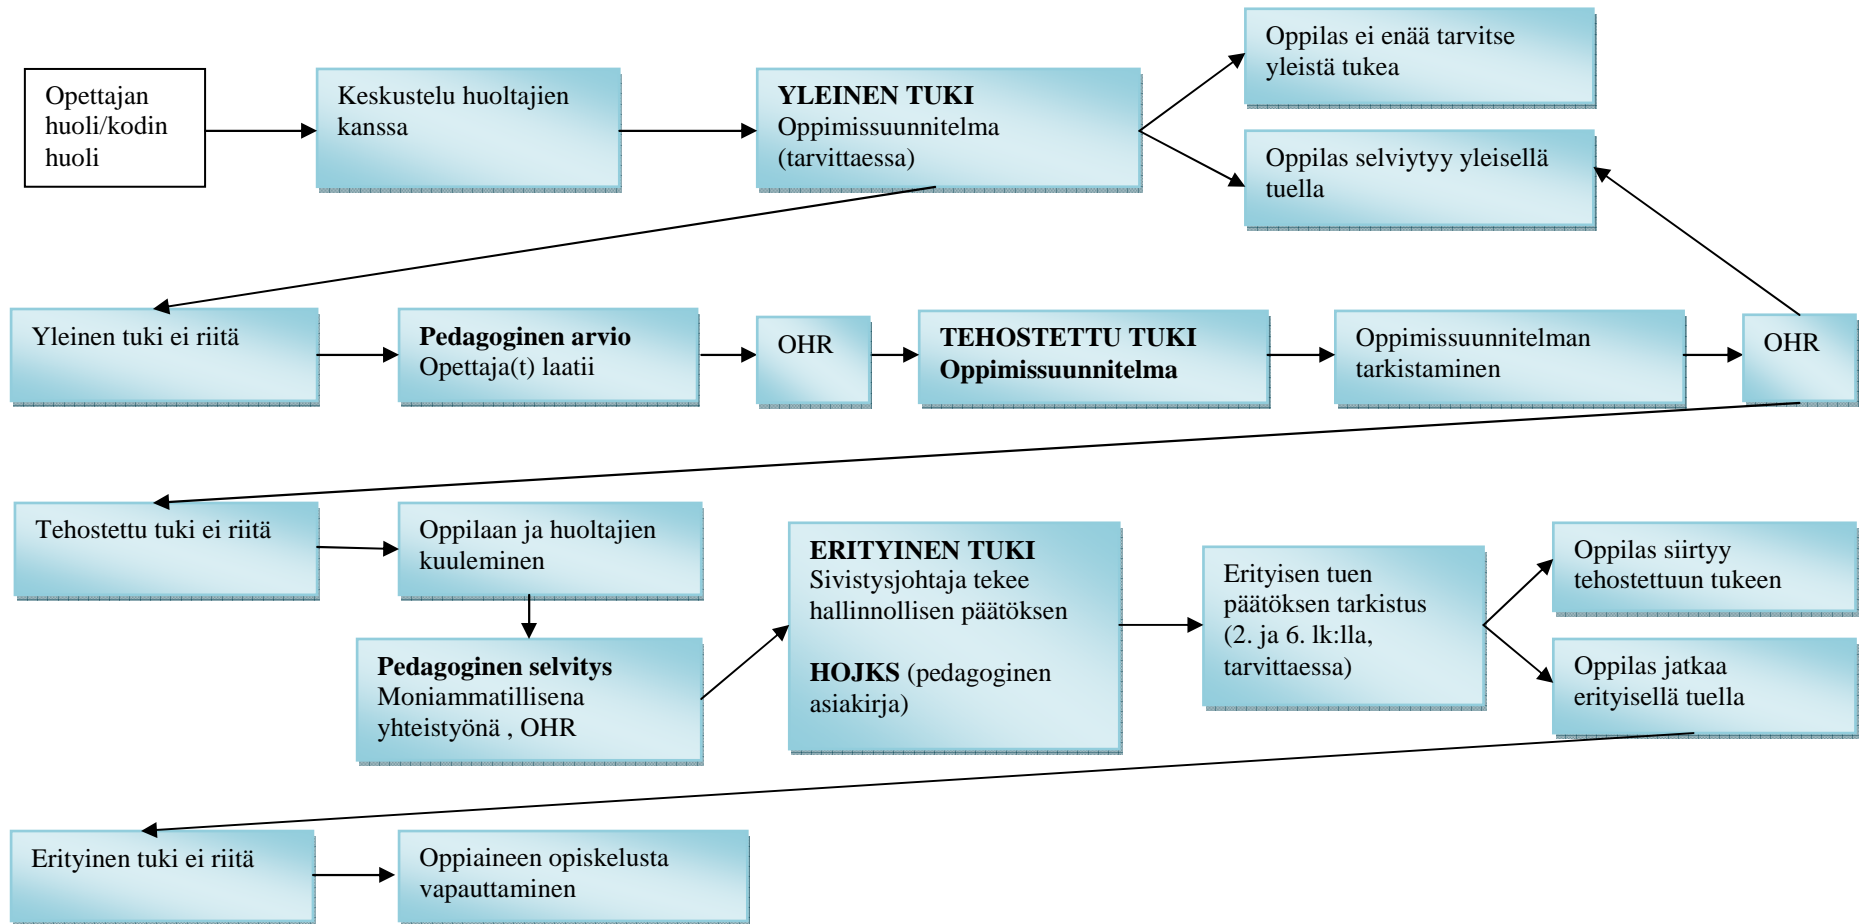 Opettajan
huoli/kodin
huoli
Keskustelu huoltajien
kanssa
YLEINEN TUKI
Oppimissuunnitelma
(tarvittaessa)
Oppilas ei enää tarvitse
yleistä tukea
Oppilas selviytyy yleisellä
tuella
Yleinen tuki ei riitä
Pedagoginen arvio
Opettaja(t) laatii
OHR
TEHOSTETTU TUKI
Oppimissuunnitelma
Oppimissuunnitelman
tarkistaminen
OHR
Tehostettu tuki ei riitä
Oppilaan ja huoltajien
kuuleminen
Pedagoginen selvitys
Moniammatillisena
yhteistyönä , OHR
ERITYINEN TUKI
Sivistysjohtaja tekee
hallinnollisen päätöksen
HOJKS (pedagoginen
asiakirja)
Erityisen tuen
päätöksen tarkistus
(2. ja 6. lk:lla,
tarvittaessa)
Oppilas siirtyy
tehostettuun tukeen
Oppilas jatkaa
erityisellä tuella
Erityinen tuki ei riitä
Oppiaineen opiskelusta
vapauttaminen